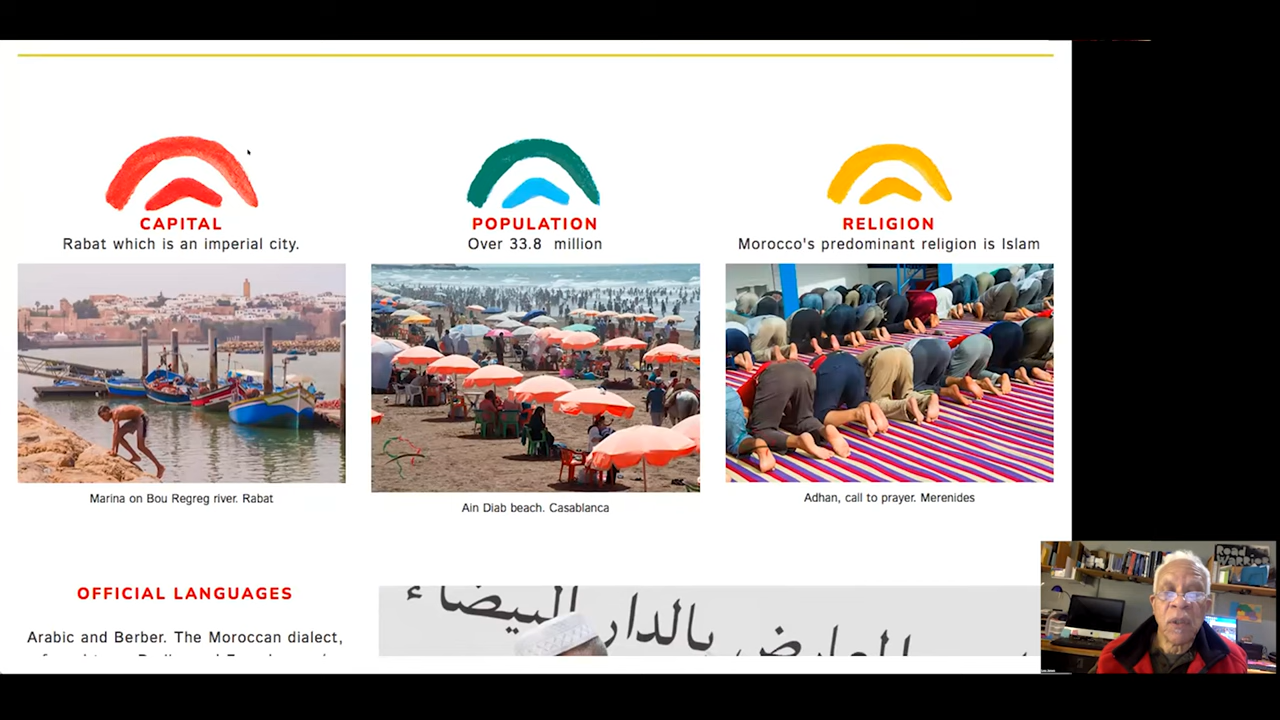 CAPITAL
Rabat which is an imperial city.
Marina on Bou Regreg river. Rabat
POPULATION
Over 33.8 million
Ain Diab beach. Casablanca
RELIGION
Morocco's predominant religion is Islam
Adhan, call to prayer. Merenides
OFFICIAL LANGUAGES
Arabic and Berber. The Moroccan dialect,
بالدار البيضاء
Road